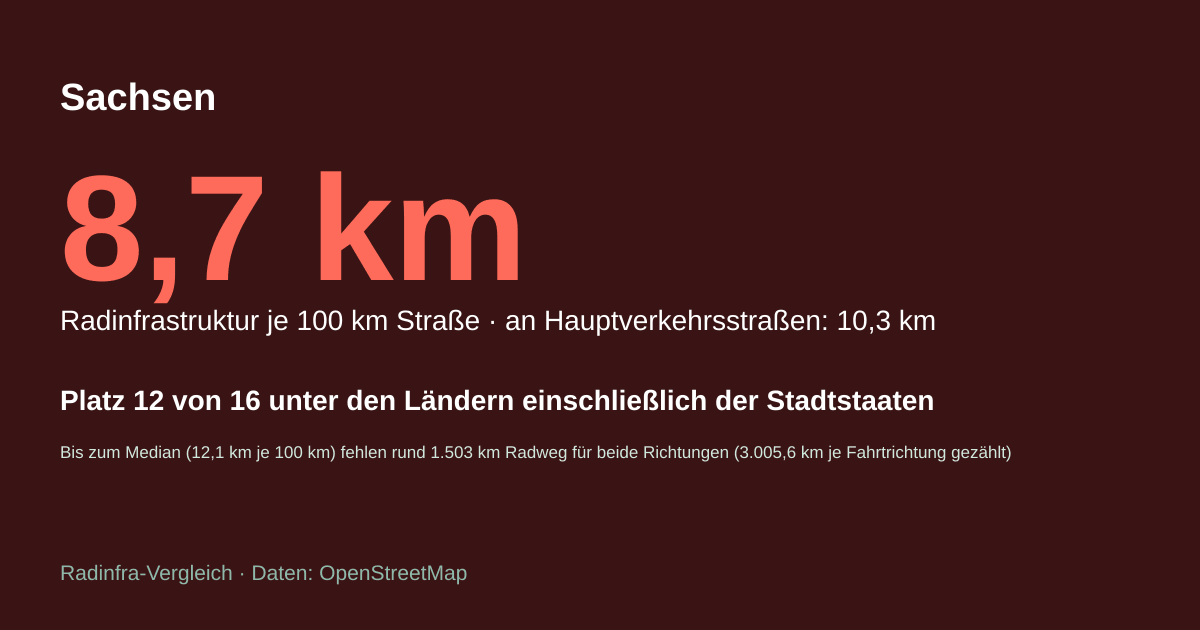 Sachsen
8,7 km
Radinfrastruktur je 100 km Straße · an Hauptverkehrsstraßen: 10,3 km
Platz 12 von 16 unter den Ländern einschließlich der Stadtstaaten
Bis zum Median (12,1 km je 100 km) fehlen rund 1.503 km Radweg für beide Richtungen (3.005,6 km je Fahrtrichtung gezählt)
Radinfra-Vergleich · Daten: OpenStreetMap